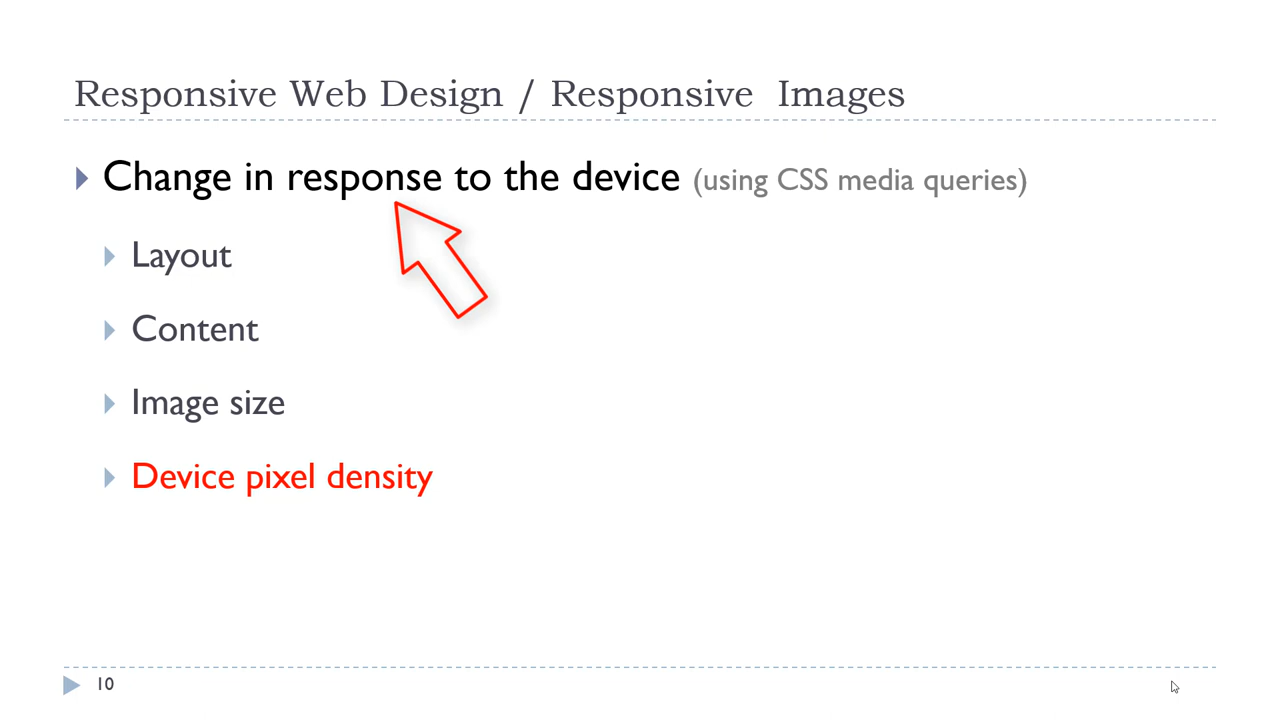 Responsive Web Design / Responsive Images
Change in response to the device (using CSS media queries)
Layout
Content
Image size
Device pixel density
10